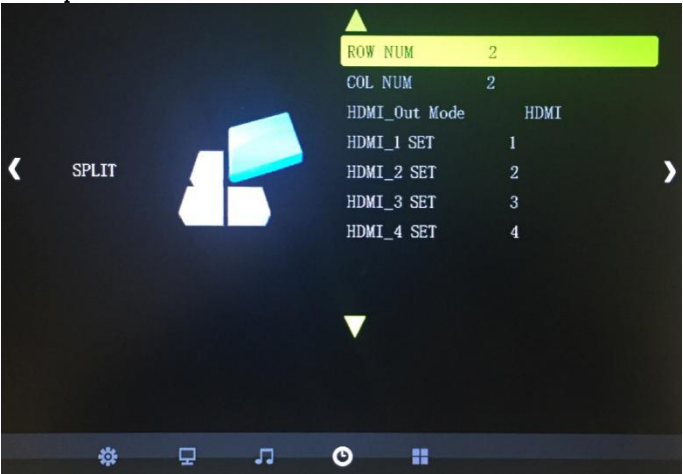 ROW NUM 2
COL NUM 2
HDMI_Out Mode HDMI
HDMI_1 SET 1
SPLIT
HDMI_2 SET 2
HDMI_3 SET 3
HDMI_4 SET 4